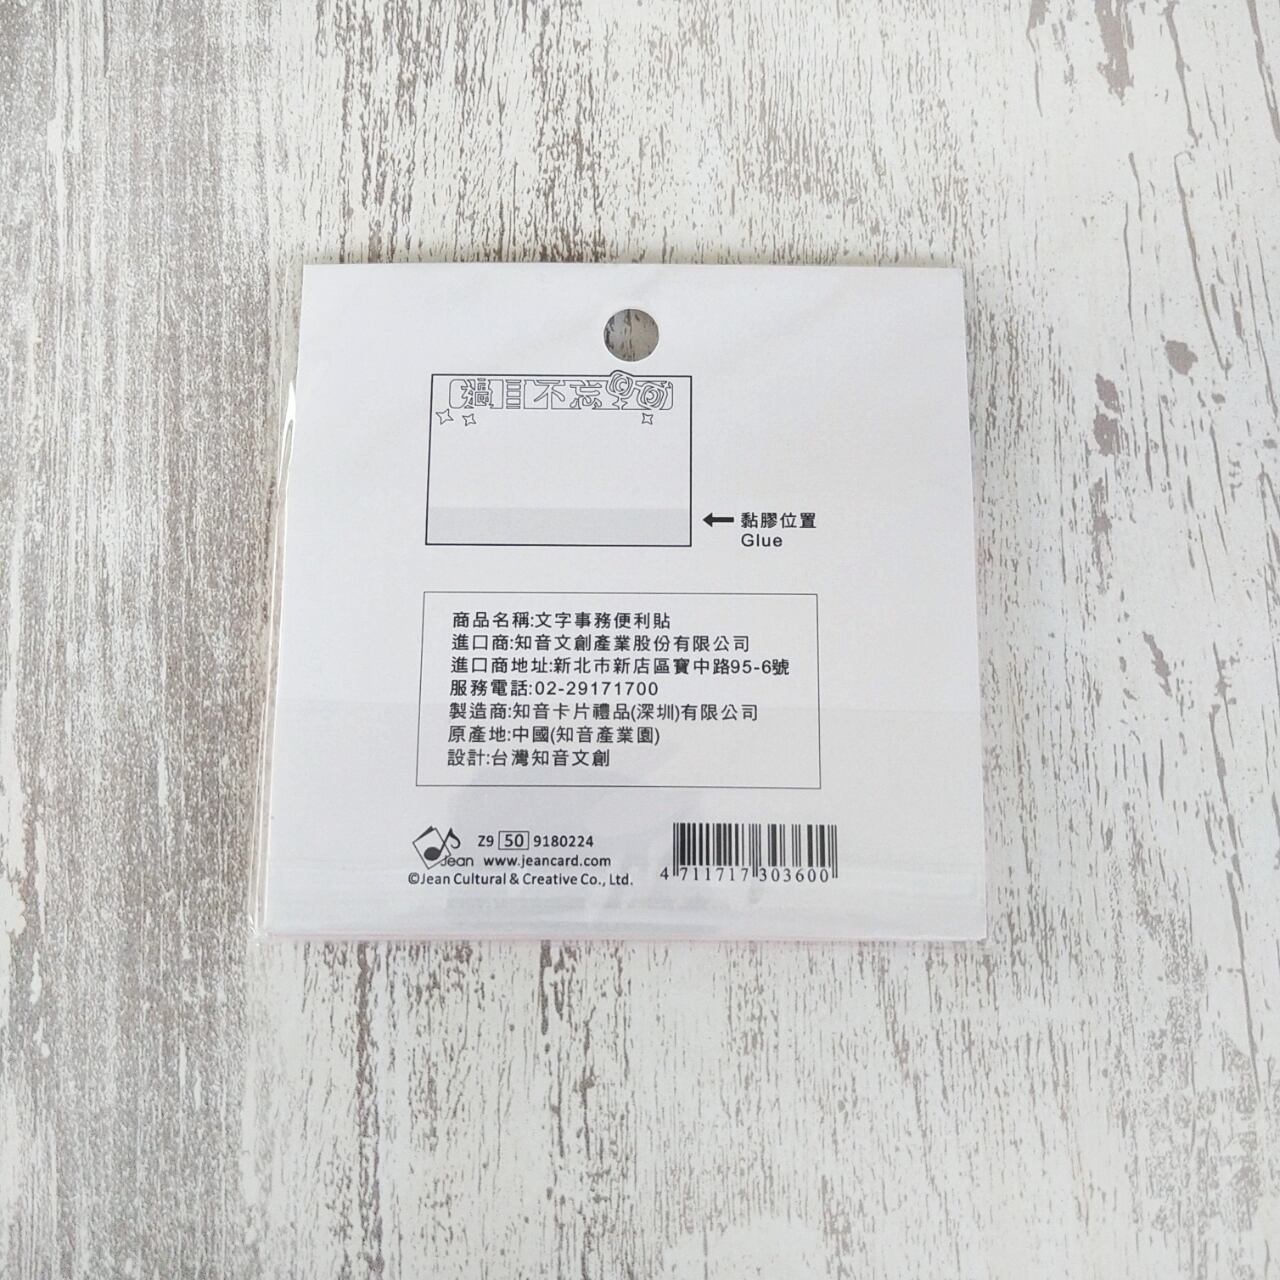 過目不忘
黏膠位置
Glue
商品名稱:文字事務便利貼
進口商:知音文創產業股份有限公司
進口商地址:新北市新店區寶中路95-6號
服務電話:02-29171700
製造商:知音卡片禮品(深圳)有限公司
原產地:中國(知音產業園)
設計:台灣知音文創
Jean
Z9 50 9180224
www.jeancard.com
©Jean Cultural & Creative Co., Ltd.
4 711717 303600